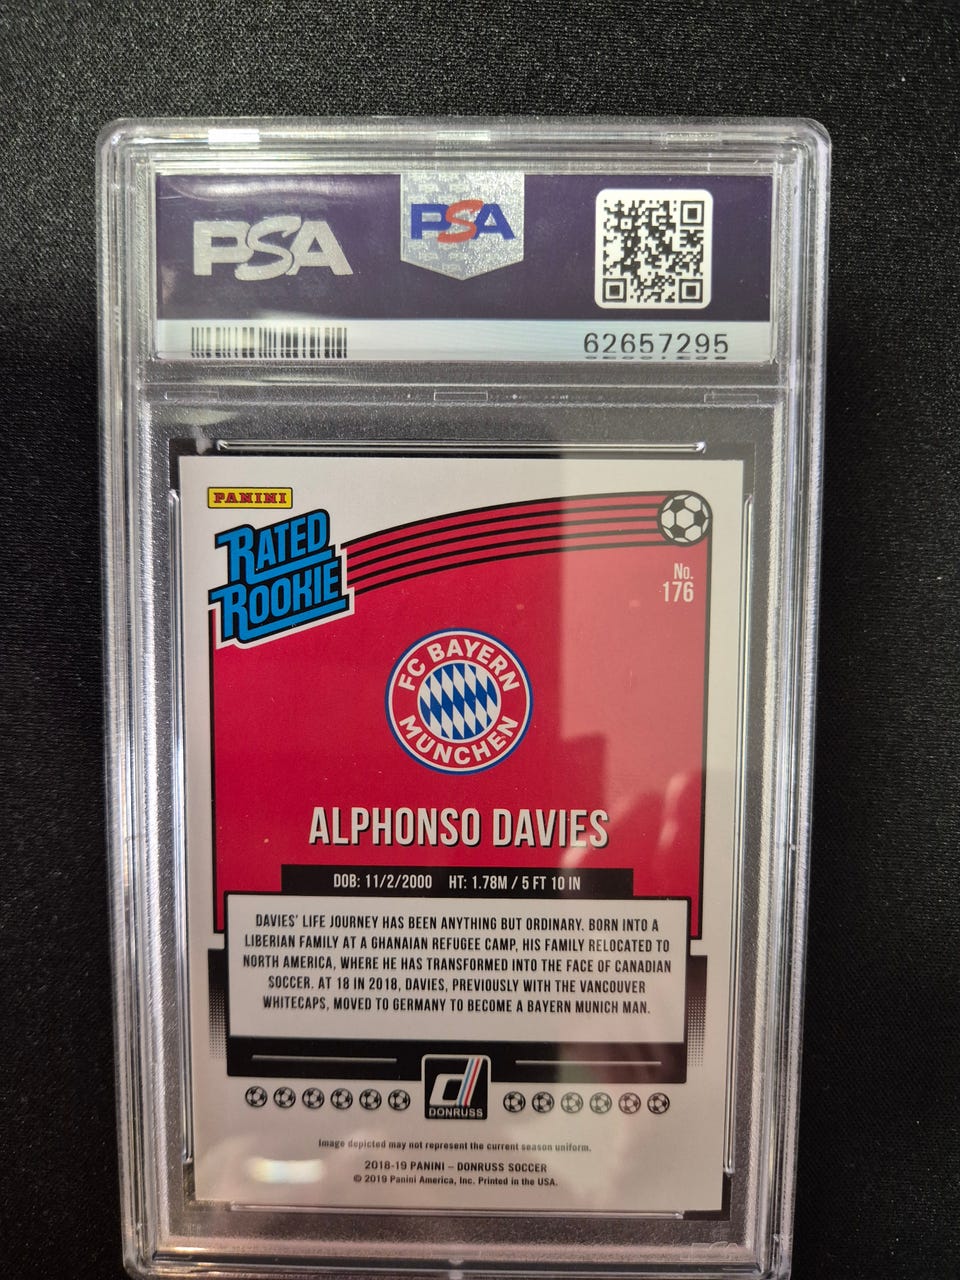 PSA
PSA
62657295
PANINI
RATED
ROOKIE
No.
176
FC BAYERN
MÜNCHEN
ALPHONSO DAVIES
DOB: 11/2/2000 HT: 1.78M / 5 FT 10 IN
DAVIES' LIFE JOURNEY HAS BEEN ANYTHING BUT ORDINARY. BORN INTO A
LIBERIAN FAMILY AT A GHANAIAN REFUGEE CAMP, HIS FAMILY RELOCATED TO
NORTH AMERICA, WHERE HE HAS TRANSFORMED INTO THE FACE OF CANADIAN
SOCCER. AT 18 IN 2018, DAVIES, PREVIOUSLY WITH THE VANCOUVER
WHITECAPS, MOVED TO GERMANY TO BECOME A BAYERN MUNICH MAN.
d
DONRUSS
Image depicted may not represent the current season uniform.
2018-19 PANINI – DONRUSS SOCCER
© 2019 Panini America, Inc. Printed in the USA.